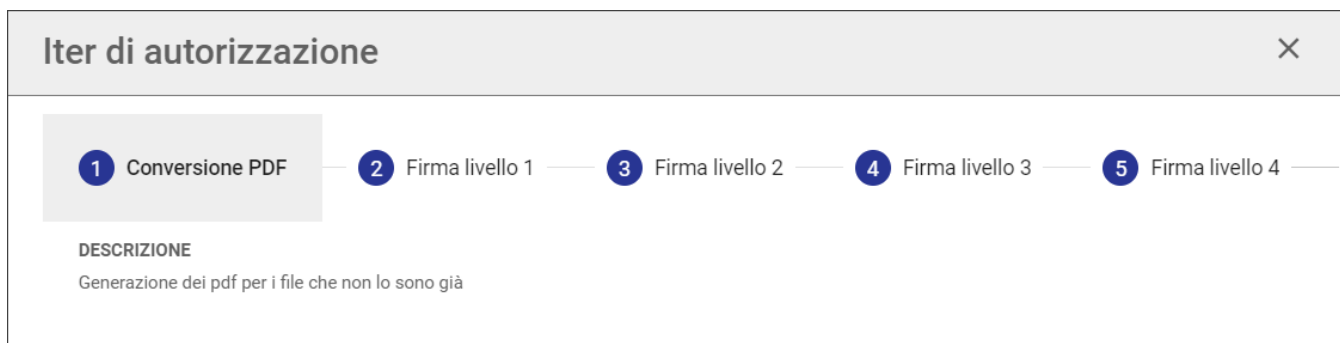 Iter di autorizzazione
1 Conversione PDF 2 Firma livello 1 3 Firma livello 2 4 Firma livello 3 5 Firma livello 4
DESCRIZIONE
Generazione dei pdf per i file che non lo sono già